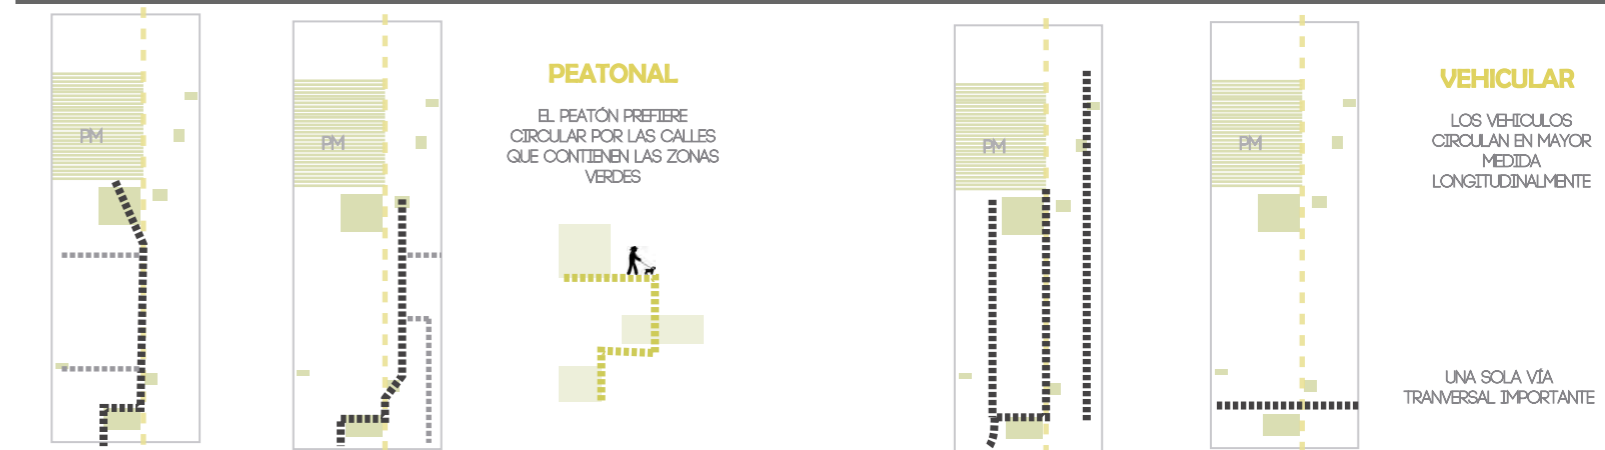 PM
PM
PEATONAL
EL PEATÓN PREFIERE
CIRCULAR POR LAS CALLES
QUE CONTIENEN LAS ZONAS
VERDES
PM
PM
VEHICULAR
LOS VEHICULOS
CIRCULAN EN MAYOR
MEDIDA
LONGITUDINALMENTE
UNA SOLA VÍA
TRANVERSAL IMPORTANTE